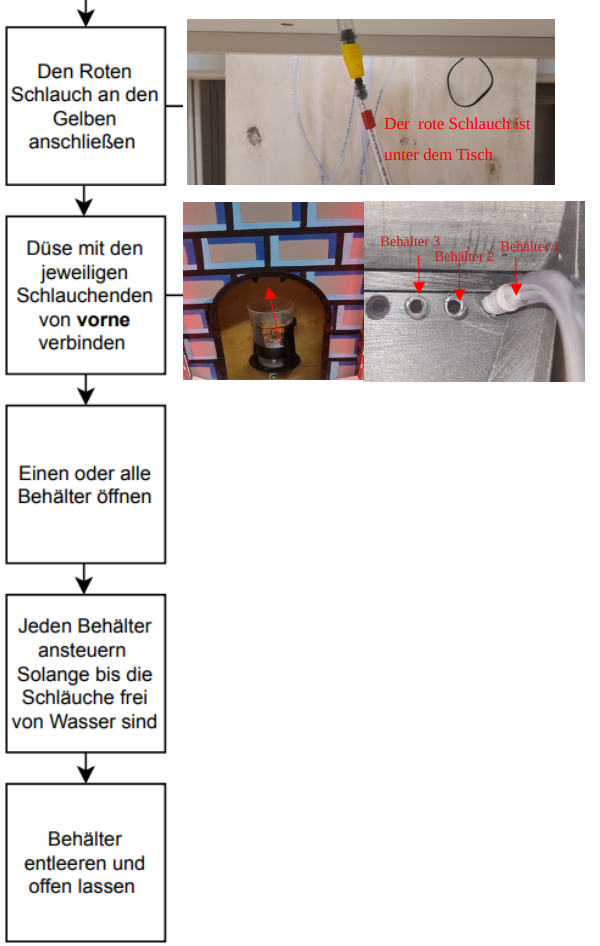 Den Roten
Schlauch an den
Gelben
anschließen
Der rote Schlauch ist
unter dem Tisch
Düse mit den
jeweiligen
Schlauchenden
von vorne
verbinden
Behälter 3
Behälter 2
Behälter 1
Einen oder alle
Behälter öffnen
Jeden Behälter
ansteuern
Solange bis die
Schläuche frei
von Wasser sind
Behälter
entleeren und
offen lassen